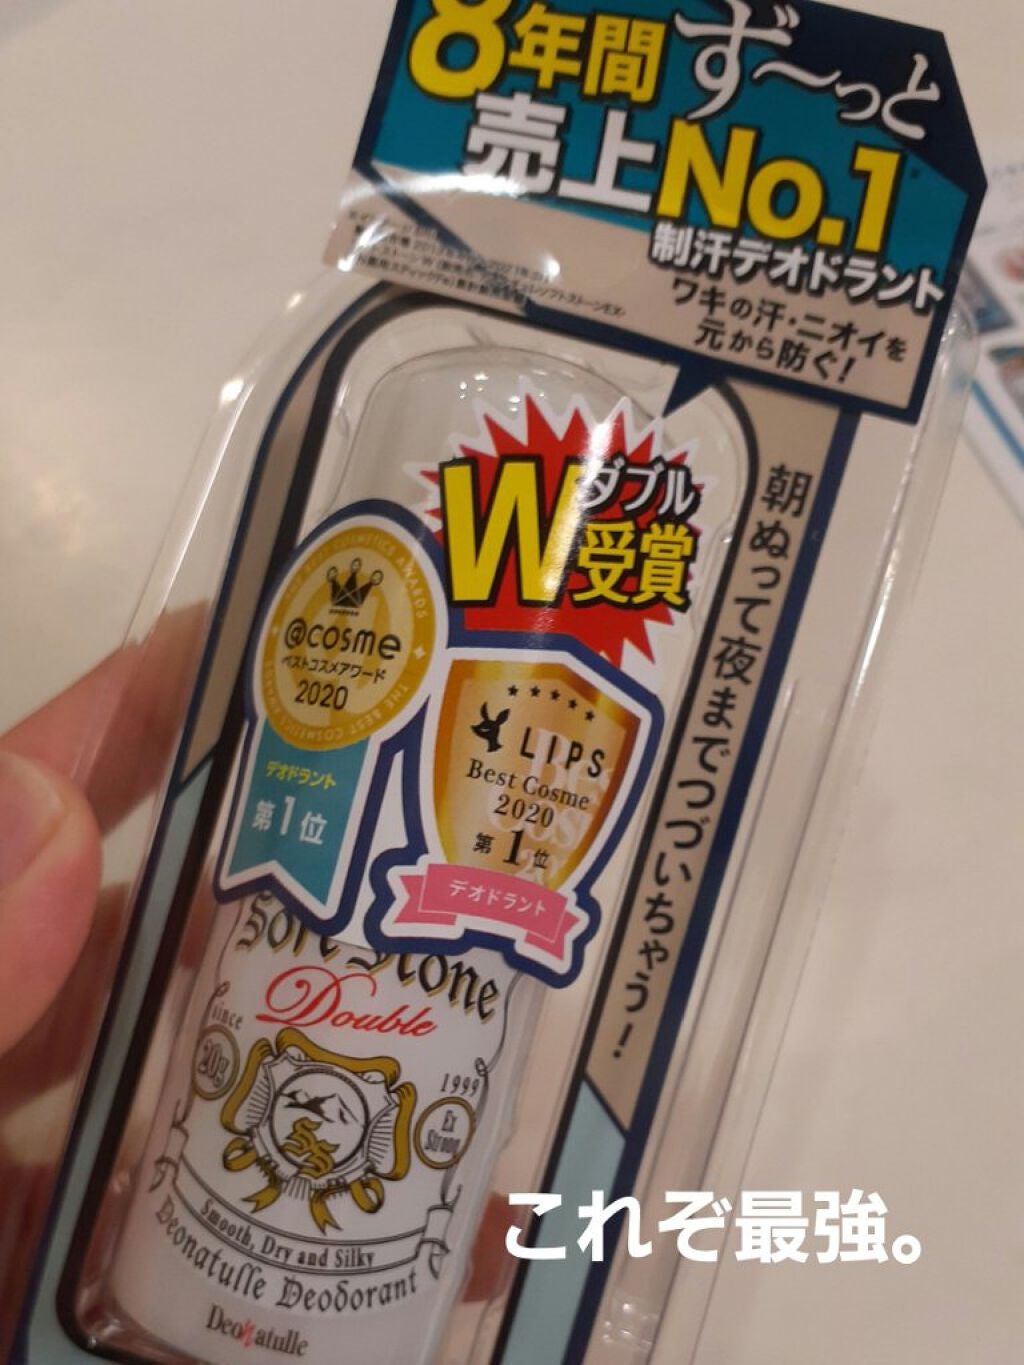 8年間ず〜っと
売上No.1
制汗デオドラント
ワキの汗・ニオイを
元から防ぐ!
朝ぬって夜までつづいちゃう!
Wダブル
受賞
@cosme
ベストコスメアワード
2020
デオドラント
第1位
LIPS
Best Cosme
2020
第1位
デオドラント
Soft Stone
Double
since
1999
20g
Ex
Strong
SS
Smooth, Dry and Silky
Deonatulle Deodorant
Deonatulle
これぞ最強。